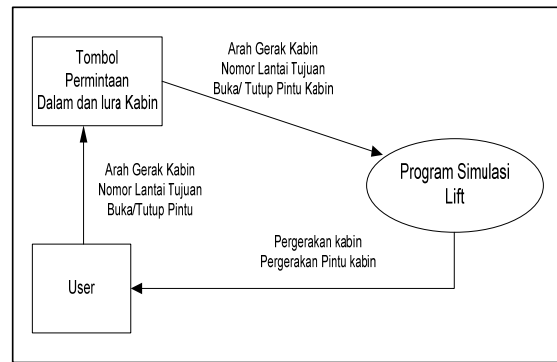 Tombol
Permintaan
Dalam dan lura Kabin
Arah Gerak Kabin
Nomor Lantai Tujuan
Buka/ Tutup Pintu Kabin
Program Simulasi
Lift
Arah Gerak Kabin
Nomor Lantai Tujuan
Buka/Tutup Pintu
Pergerakan kabin
Pergerakan Pintu kabin
User